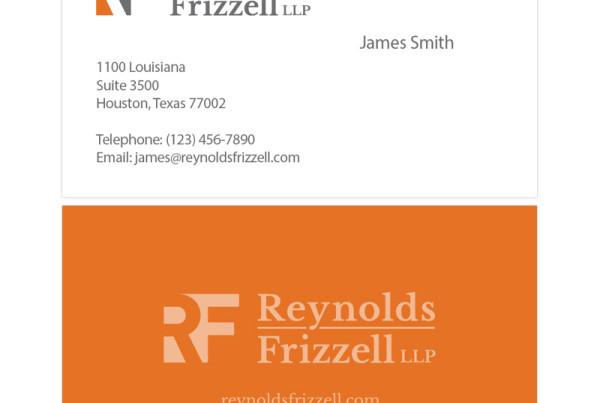 Frizzell LLP
James Smith
1100 Louisiana
Suite 3500
Houston, Texas 77002
Telephone: (123) 456-7890
Email: james@reynoldsfrizzell.com
RF Reynolds
Frizzell LLP
reynoldsfrizzell.com